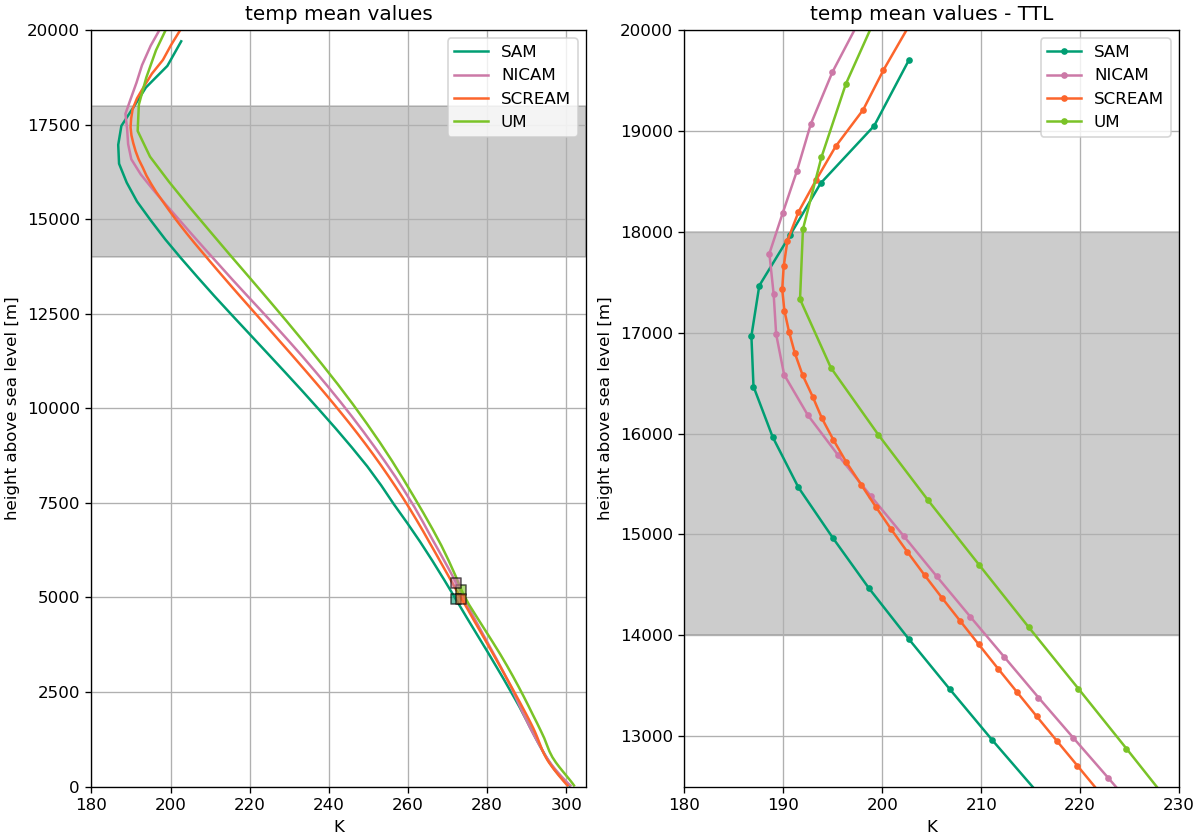 temp mean values
20000
17500
15000
12500
10000
7500
5000
2500
0
height above sea level [m]
180
200
220
240
260
280
300
K
SAM
NICAM
SCREAM
UM
temp mean values - TTL
20000
19000
18000
17000
16000
15000
14000
13000
height above sea level [m]
180
190
200
210
220
230
K
SAM
NICAM
SCREAM
UM